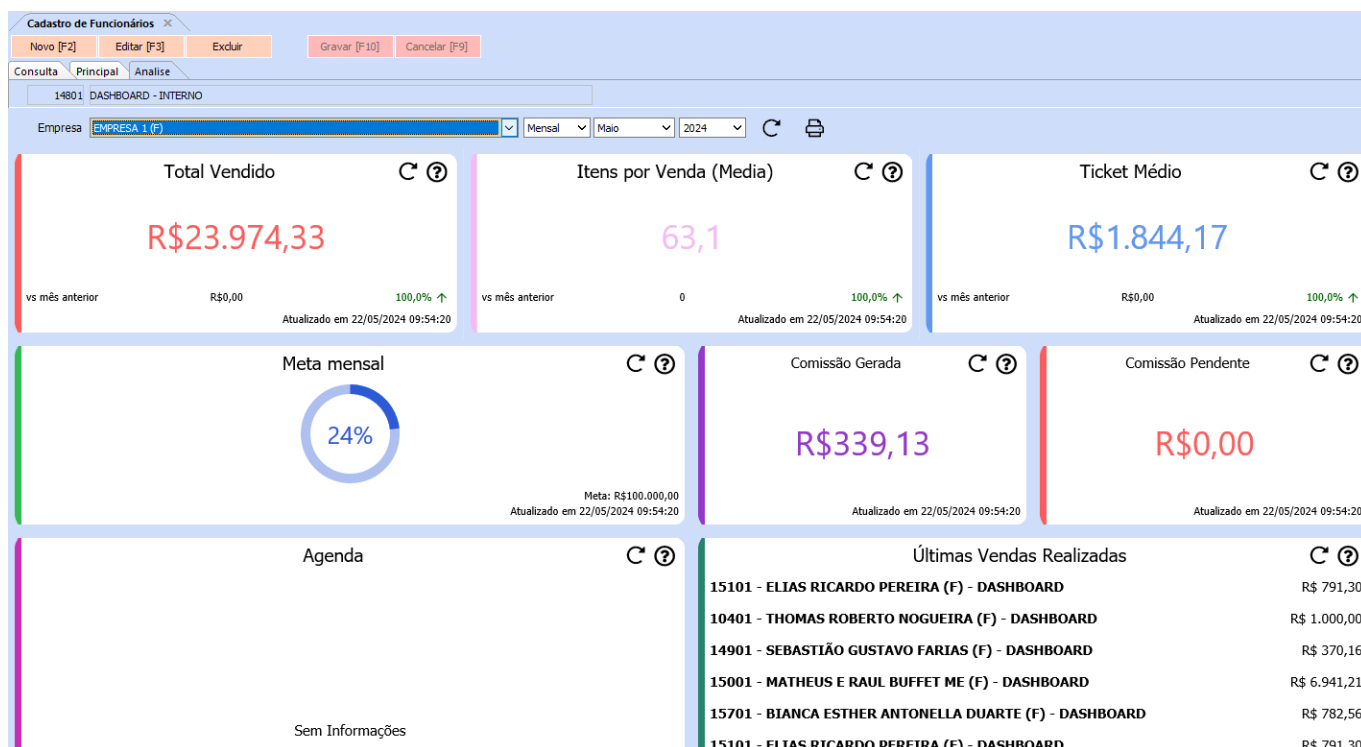 Cadastro de Funcionários
Novo [F2] Editar [F3] Excluir Gravar [F10] Cancelar [F9]
Consulta Principal Analise
14801 DASHBOARD - INTERNO
Empresa EMPRESA 1 (F) Mensal Maio 2024
Total Vendido
R$23.974,33
vs mês anterior R$0,00 100,0%
Atualizado em 22/05/2024 09:54:20
Itens por Venda (Media)
63,1
vs mês anterior 0 100,0%
Atualizado em 22/05/2024 09:54:20
Ticket Médio
R$1.844,17
vs mês anterior R$0,00 100,0%
Atualizado em 22/05/2024 09:54:20
Meta mensal
24%
Meta: R$100.000,00
Atualizado em 22/05/2024 09:54:20
Comissão Gerada
R$339,13
Atualizado em 22/05/2024 09:54:20
Comissão Pendente
R$0,00
Atualizado em 22/05/2024 09:54:20
Agenda
Sem Informações
Últimas Vendas Realizadas
15101 - ELIAS RICARDO PEREIRA (F) - DASHBOARD R$ 791,30
10401 - THOMAS ROBERTO NOGUEIRA (F) - DASHBOARD R$ 1.000,00
14901 - SEBASTIÃO GUSTAVO FARIAS (F) - DASHBOARD R$ 370,16
15001 - MATHEUS E RAUL BUFFET ME (F) - DASHBOARD R$ 6.941,21
15701 - BIANCA ESTHER ANTONELLA DUARTE (F) - DASHBOARD R$ 782,56
15101 - ELIAS RICARDO PEREIRA (F) - DASHBOARD R$ 791,30